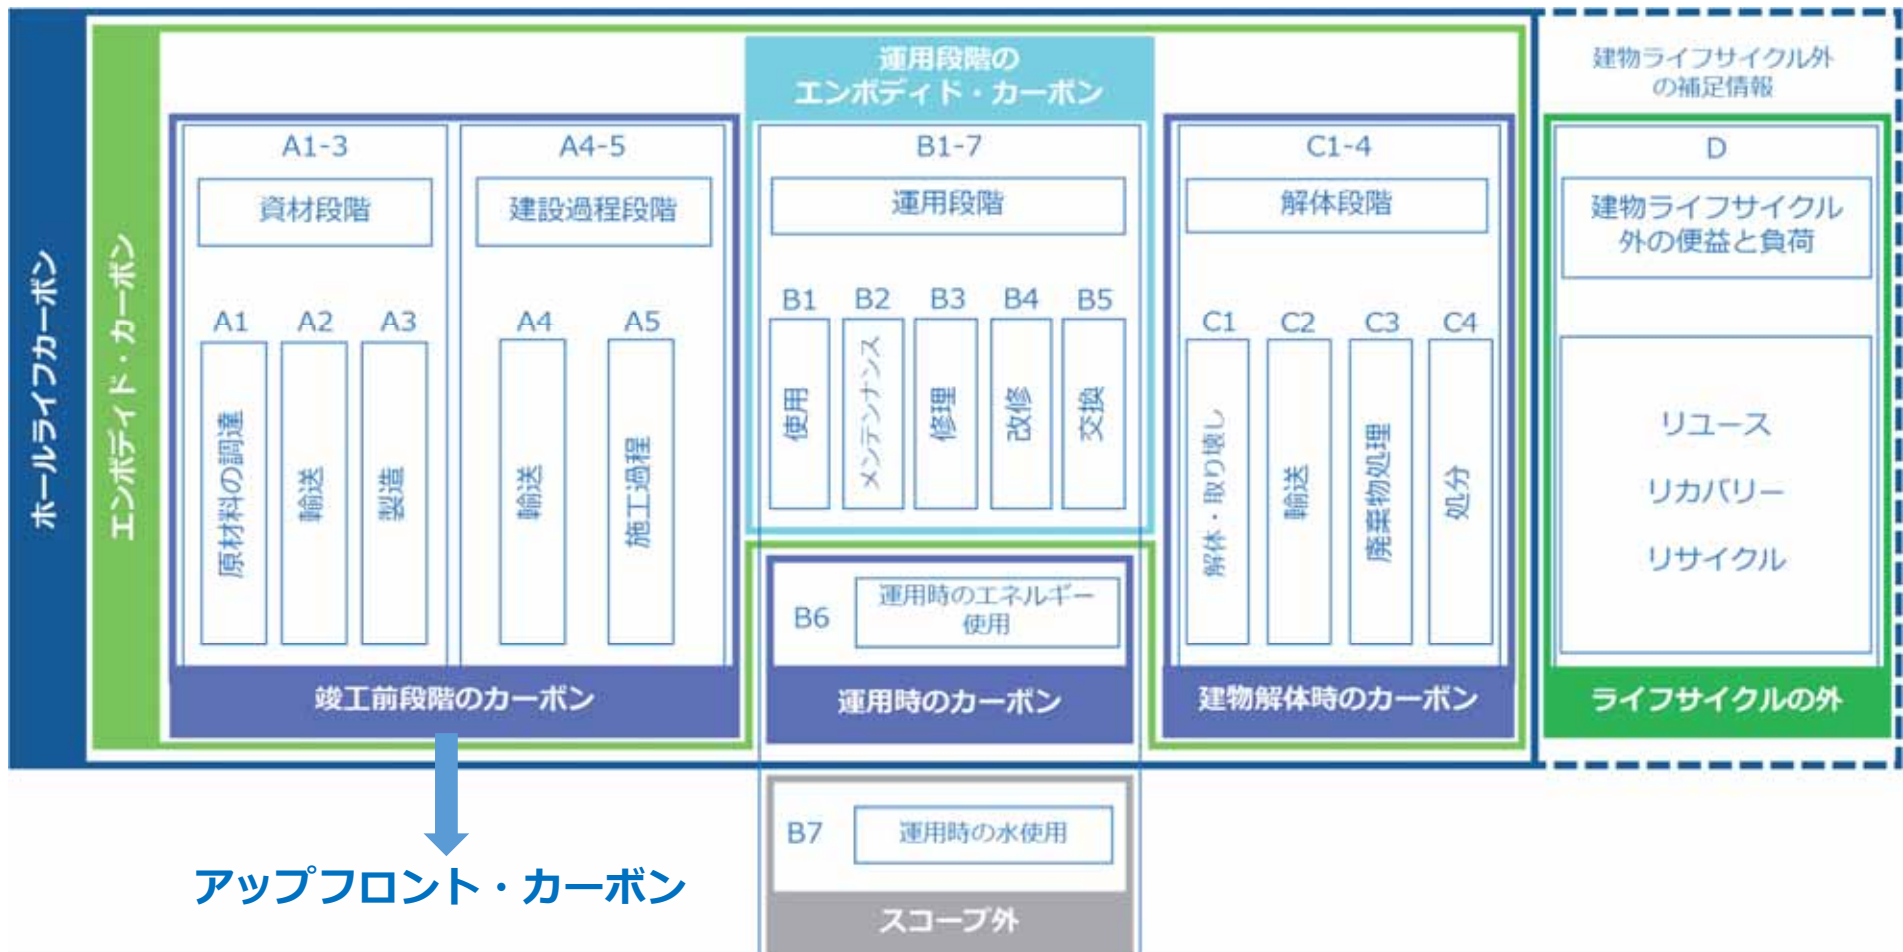 ホールライフカーボン
エンボディド・カーボン
A1-3
資材段階
A1
原材料の調達
A2
輸送
A3
製造
A4-5
建設過程段階
A4
輸送
A5
施工過程
竣工前段階のカーボン
アップフロント・カーボン
運用段階の
エンボディド・カーボン
B1-7
運用段階
B1
使用
B2
メンテンナンス
B3
修理
B4
改修
B5
交換
B6
運用時のエネルギー
使用
運用時のカーボン
B7
運用時の水使用
スコープ外
C1-4
解体段階
C1
解体・取り壊し
C2
輸送
C3
廃棄物処理
C4
処分
建物解体時のカーボン
建物ライフサイクル外
の補足情報
D
建物ライフサイクル
外の便益と負荷
リユース
リカバリー
リサイクル
ライフサイクルの外